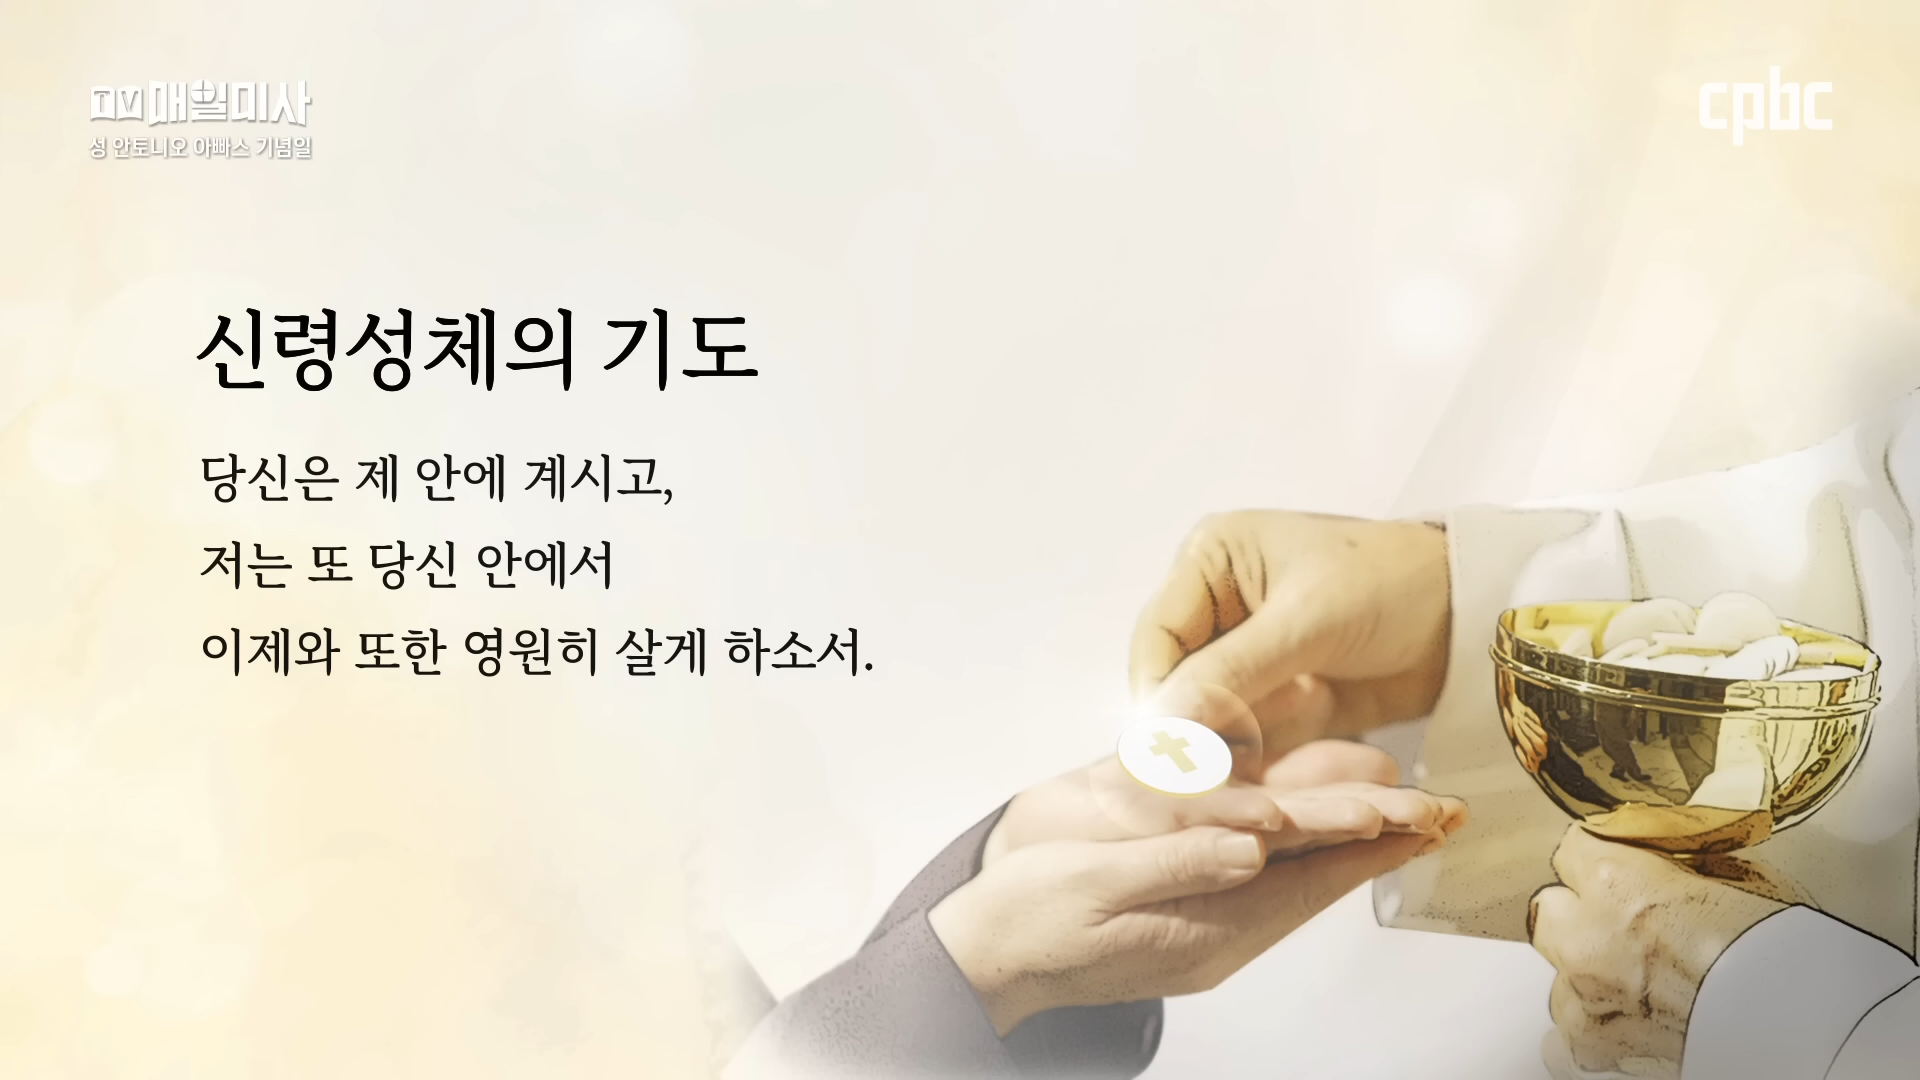 TV매일미사
성 안토니오 아빠스 기념일
cpbc
신령성체의 기도
당신은 제 안에 계시고,
저는 또 당신 안에서
이제와 또한 영원히 살게 하소서.